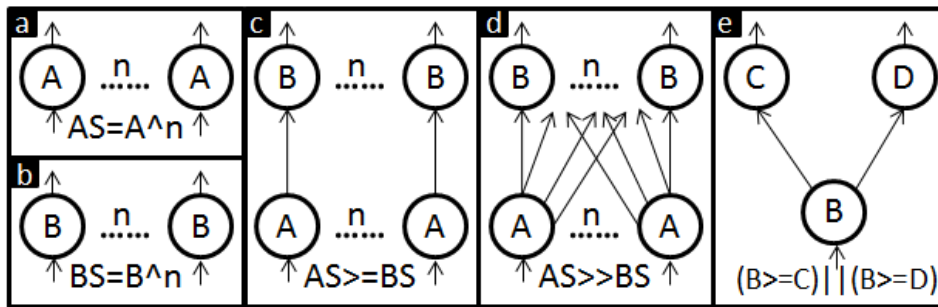 a
A n A
......
AS=A^n
b
B n B
......
BS=B^n
c
B n B
......
A n A
......
AS>=BS
d
B n B
......
A n A
......
AS>>BS
e
C D
B
(B>=C)||(B>=D)